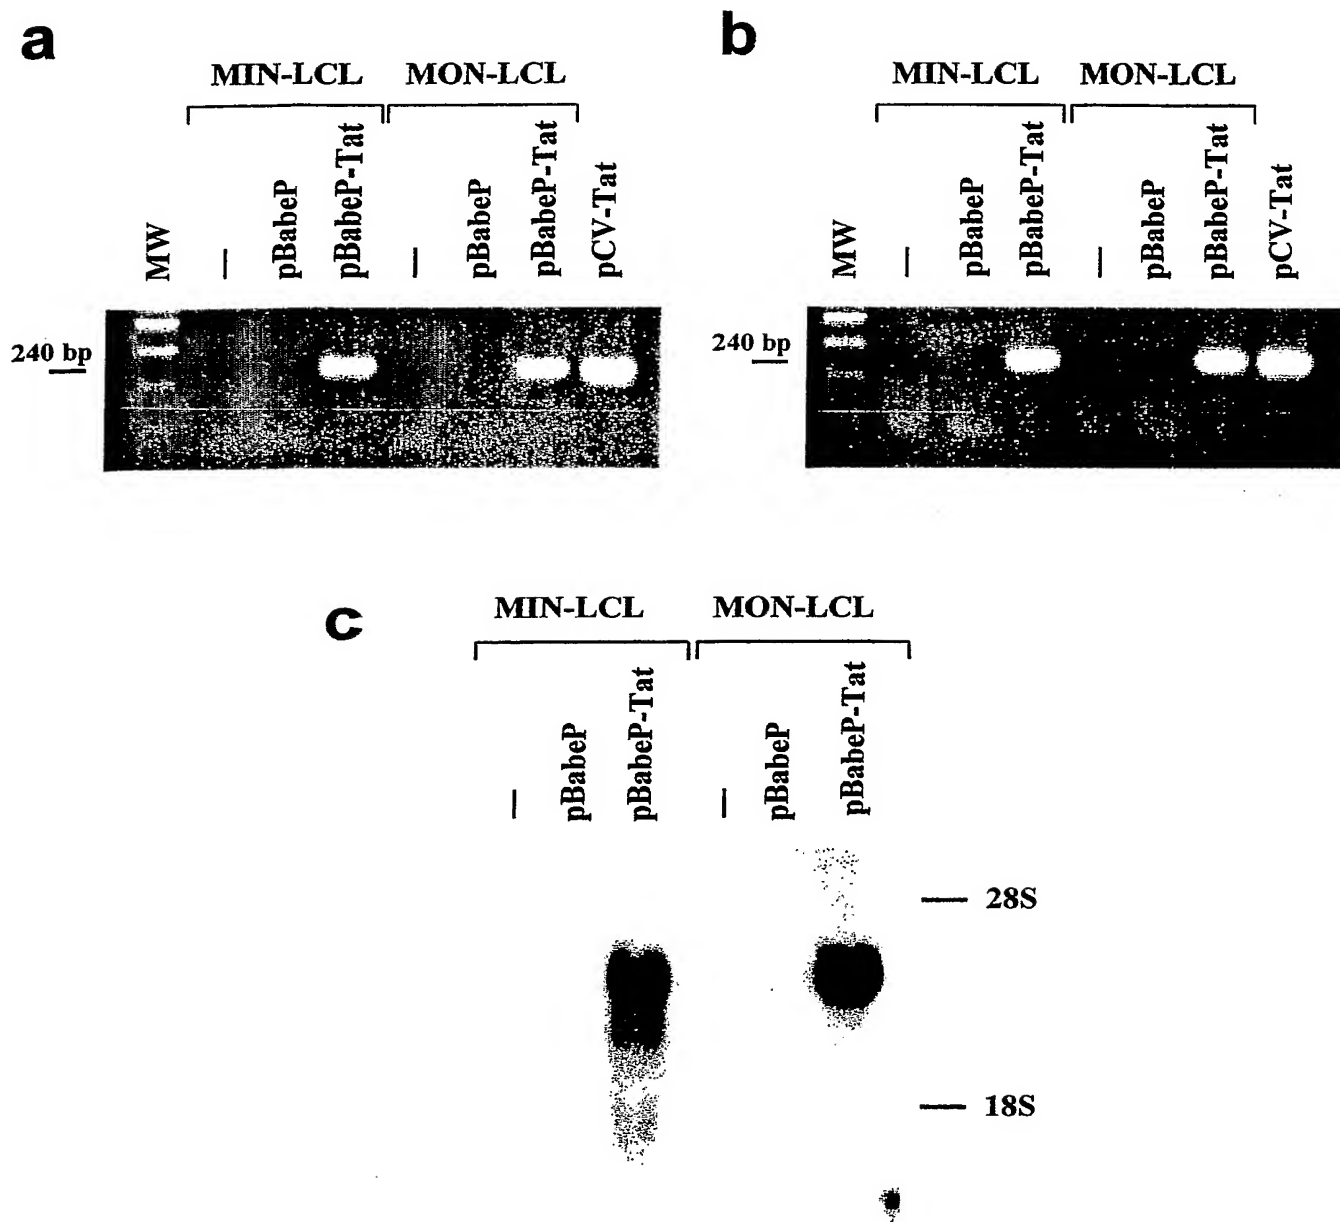 a
MIN-LCL MON-LCL
MW
—
pBabeP
pBabeP-Tat
—
pBabeP
pBabeP-Tat
pCV-Tat
240 bp
b
MIN-LCL MON-LCL
MW
—
pBabeP
pBabeP-Tat
—
pBabeP
pBabeP-Tat
pCV-Tat
240 bp
c
MIN-LCL MON-LCL
—
pBabeP
pBabeP-Tat
—
pBabeP
pBabeP-Tat
28S
18S